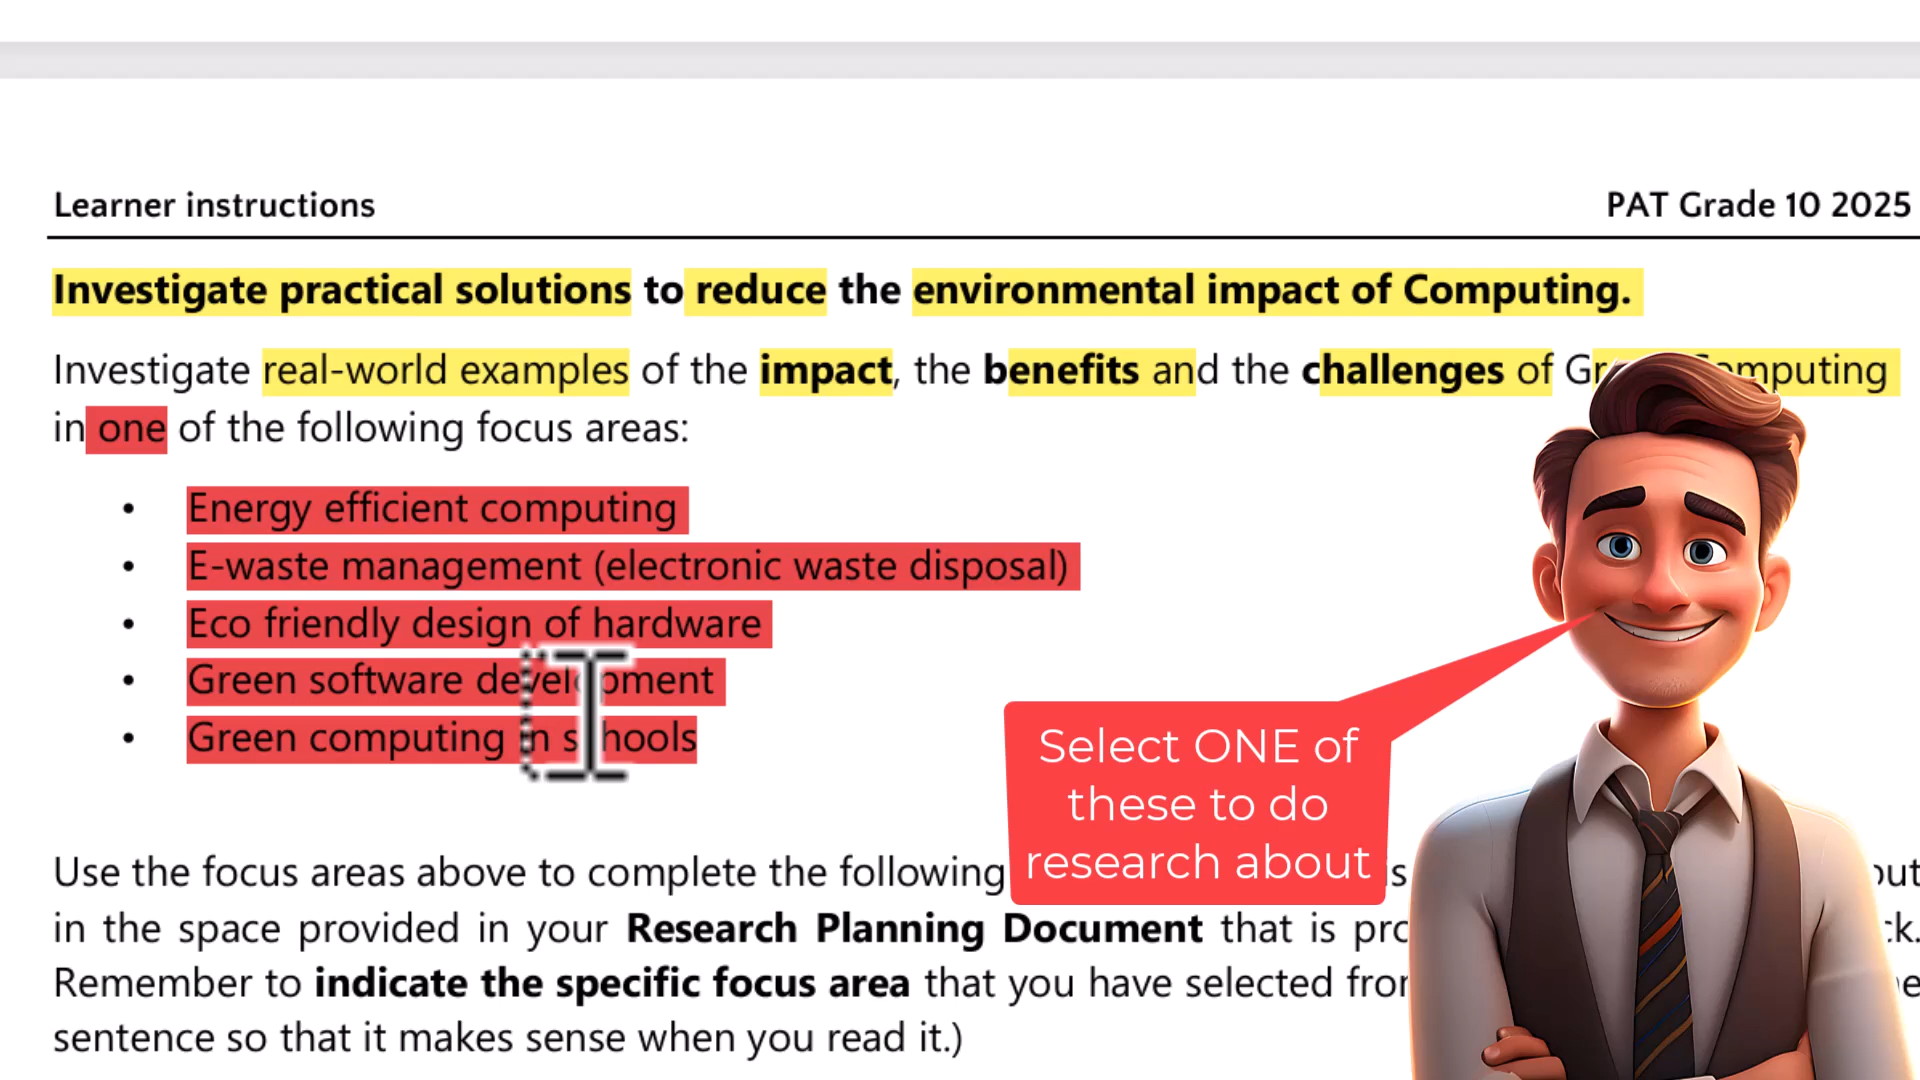 Learner instructions
PAT Grade 10 2025
Investigate practical solutions to reduce the environmental impact of Computing.
Investigate real-world examples of the impact, the benefits and the challenges of Computing
in one of the following focus areas:
• Energy efficient computing
• E-waste management (electronic waste disposal)
• Eco friendly design of hardware
• Green software development
• Green computing in schools
Select ONE of
these to do
research about
Use the focus areas above to complete the following
in the space provided in your Research Planning Document that is
Remember to indicate the specific focus area that you have selected
sentence so that it makes sense when you read it.)